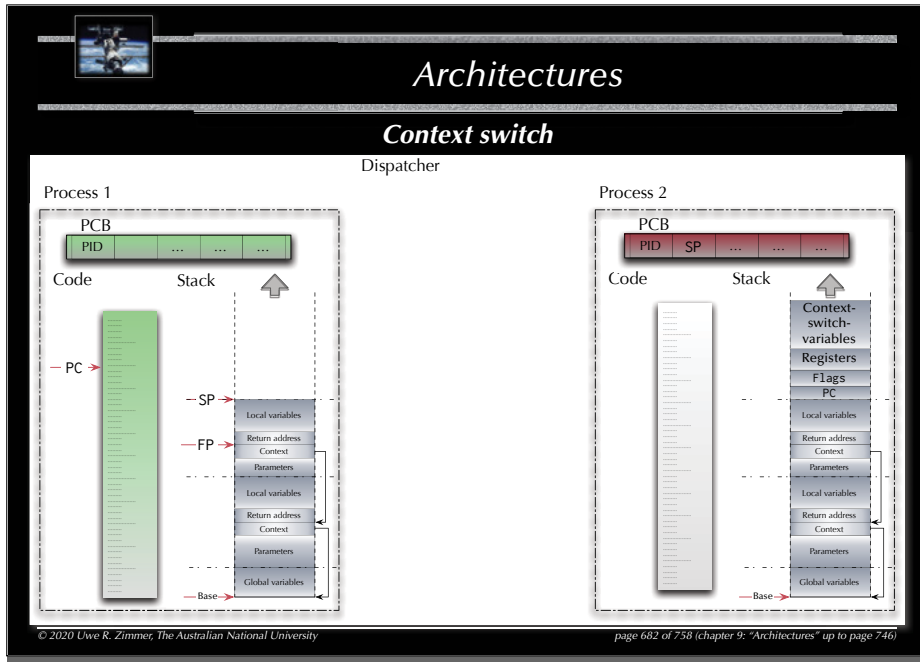 Architectures
Context switch
Dispatcher
Process 1
PCB
PID ... ... ...
Code
Stack
PC
SP
Local variables
Return address
FP
Context
Parameters
Local variables
Return address
Context
Parameters
Global variables
Base
Process 2
PCB
PID SP ... ... ...
Code
Stack
Context-
switch-
variables
Registers
Flags
PC
Local variables
Return address
Context
Parameters
Local variables
Return address
Context
Parameters
Global variables
Base
© 2020 Uwe R. Zimmer, The Australian National University
page 682 of 758 (chapter 9: "Architectures" up to page 746)